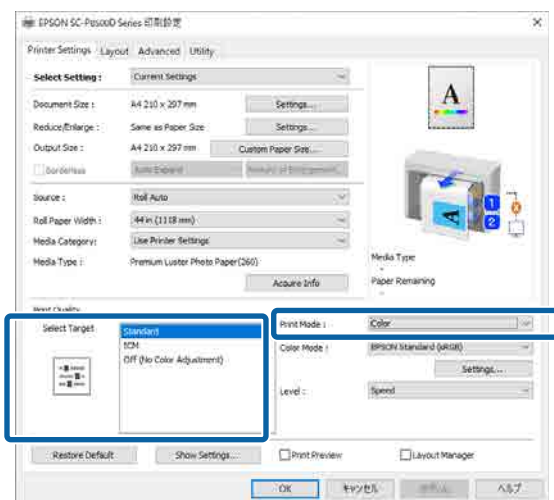 EPSON SC-P8500D Series 印刷設定
Printer Settings Layout Advanced Utility
Select Setting : Current Settings
Document Size : A4 210 x 297 mm Settings...
Reduce/Enlarge : Same as Paper Size Settings...
Output Size : A4 210 x 297 mm Custom Paper Size...
Borderless Auto Expand Amount of Enlargement...
Source : Roll Auto
Roll Paper Width : 44 in (1118 mm)
Media Category: Use Printer Settings
Media Type : Premium Luster Photo Paper(260)
Acquire Info
A
A
1
2
Media Type
-
Paper Remaining
-
Print Quality
Select Target Standard
ICM
Off (No Color Adjustment)
Print Mode : Color
Color Mode : EPSON Standard (sRGB)
Settings...
Level : Speed
Restore Default Show Settings... Print Preview Layout Manager
OK キャンセル ヘルプ